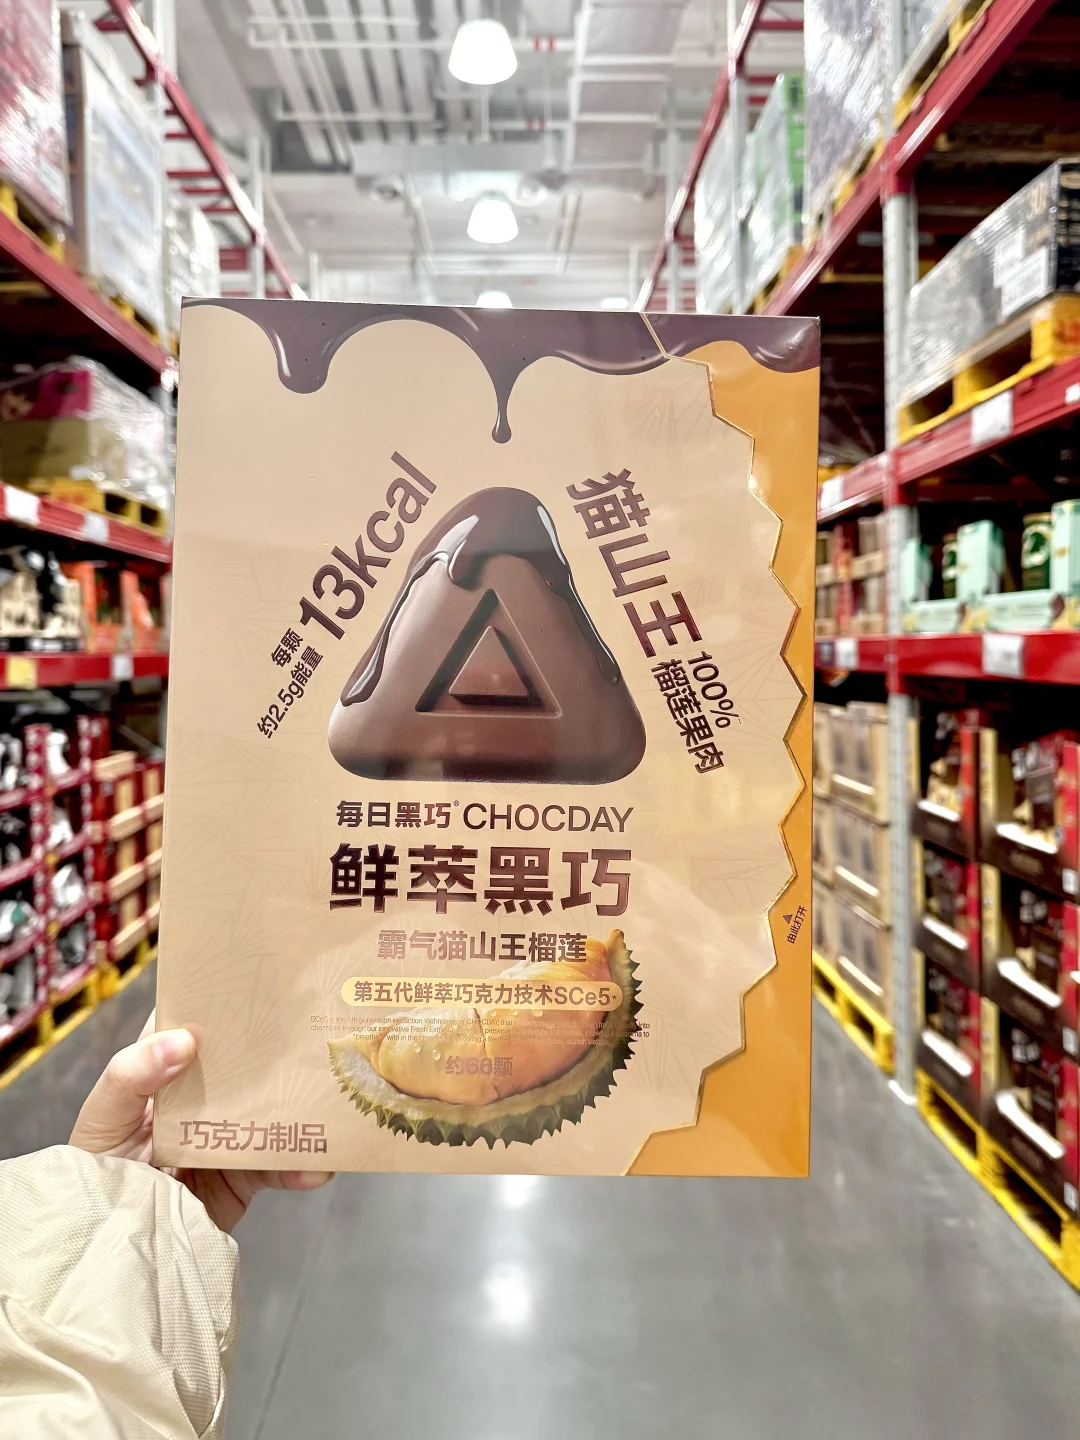 每颗
约2.5g能量
13kcal
猫山王
100%
榴莲果肉
每日黑巧® CHOCDAY
鲜萃黑巧
霸气猫山王榴莲
第五代鲜萃巧克力技术SCe5+
约66颗
巧克力制品
由此打开